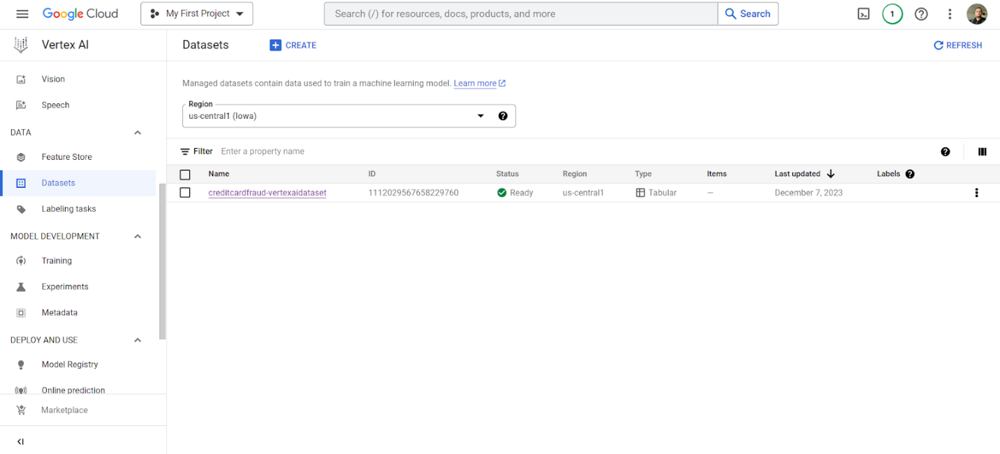 Google Cloud
My First Project
Search (/) for resources, docs, products, and more
Search
1
Vertex AI
Datasets
CREATE
REFRESH
Vision
Speech
DATA
Feature Store
Datasets
Labeling tasks
MODEL DEVELOPMENT
Training
Experiments
Metadata
DEPLOY AND USE
Model Registry
Online prediction
Marketplace
Managed datasets contain data used to train a machine learning model. Learn more
Region
us-central1 (Iowa)
Filter Enter a property name
Name ID Status Region Type Items Last updated Labels
creditcardfraud-vertexaidataset 1112029567658229760 Ready us-central1 Tabular — December 7, 2023